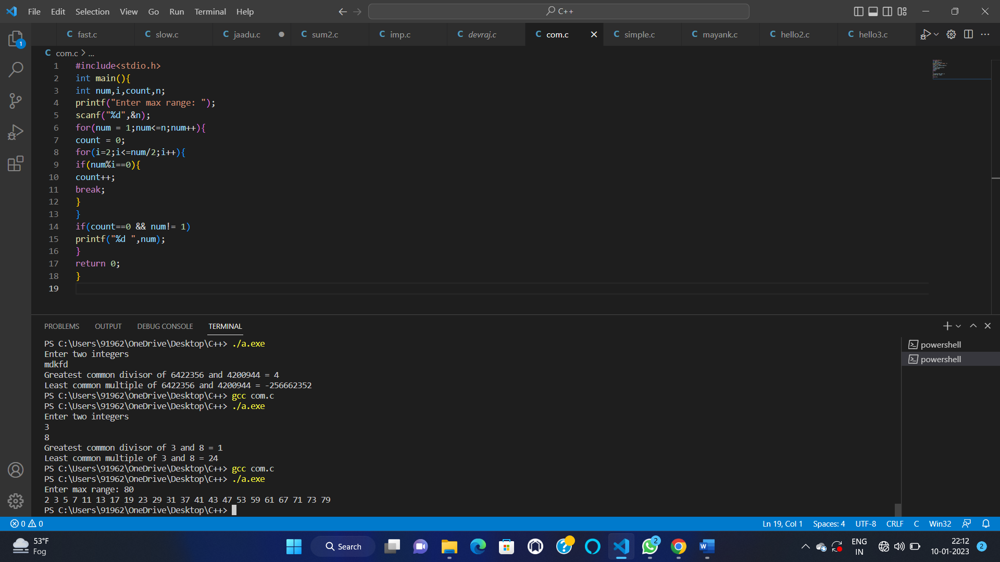 File Edit Selection View Go Run Terminal Help
C++
C fast.c C slow.c C jaadu.c C sum2.c C imp.c C devraj.c C com.c C simple.c C mayank.c C hello2.c C hello3.c
1
C com.c > ...
1 #include<stdio.h>
2 int main(){
3 int num,i,count,n;
4 printf("Enter max range: ");
5 scanf("%d",&n);
6 for(num = 1;num<=n;num++){
7 count = 0;
8 for(i=2;i<=num/2;i++){
9 if(num%i==0){
10 count++;
11 break;
12 }
13 }
14 if(count==0 && num!= 1)
15 printf("%d ",num);
16 }
17 return 0;
18 }
19
PROBLEMS OUTPUT DEBUG CONSOLE TERMINAL
PS C:\Users\91962\OneDrive\Desktop\C++> ./a.exe
Enter two integers
mdkfd
Greatest common divisor of 6422356 and 4200944 = 4
Least common multiple of 6422356 and 4200944 = -256662352
PS C:\Users\91962\OneDrive\Desktop\C++> gcc com.c
PS C:\Users\91962\OneDrive\Desktop\C++> ./a.exe
Enter two integers
3
8
Greatest common divisor of 3 and 8 = 1
Least common multiple of 3 and 8 = 24
PS C:\Users\91962\OneDrive\Desktop\C++> gcc com.c
PS C:\Users\91962\OneDrive\Desktop\C++> ./a.exe
Enter max range: 80
2 3 5 7 11 13 17 19 23 29 31 37 41 43 47 53 59 61 67 71 73 79
PS C:\Users\91962\OneDrive\Desktop\C++>
powershell
powershell
0 0 Ln 19, Col 1 Spaces: 4 UTF-8 CRLF C Win32
53°F
Fog
Search
2
ENG
IN
22:12
10-01-2023
2